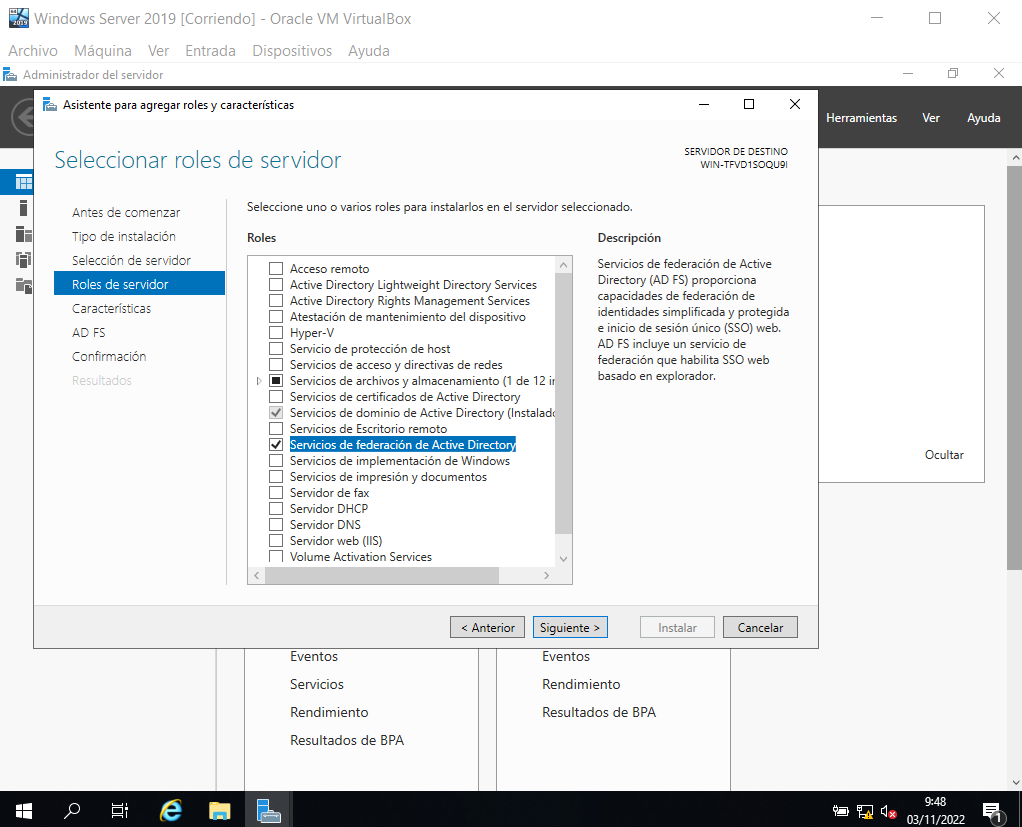 Windows Server 2019 [Corriendo] - Oracle VM VirtualBox
Archivo Máquina Ver Entrada Dispositivos Ayuda
Administrador del servidor
Asistente para agregar roles y características
Herramientas Ver Ayuda
Seleccionar roles de servidor
SERVIDOR DE DESTINO
WIN-TFVD1SOQU9I
Antes de comenzar
Tipo de instalación
Selección de servidor
Roles de servidor
Características
AD FS
Confirmación
Resultados
Seleccione uno o varios roles para instalarlos en el servidor seleccionado.
Roles
Acceso remoto
Active Directory Lightweight Directory Services
Active Directory Rights Management Services
Atestación de mantenimiento del dispositivo
Hyper-V
Servicio de protección de host
Servicios de acceso y directivas de redes
Servicios de archivos y almacenamiento (1 de 12 in
Servicios de certificados de Active Directory
Servicios de dominio de Active Directory (Instalado
Servicios de Escritorio remoto
Servicios de federación de Active Directory
Servicios de implementación de Windows
Servicios de impresión y documentos
Servidor de fax
Servidor DHCP
Servidor DNS
Servidor web (IIS)
Volume Activation Services
Descripción
Servicios de federación de Active
Directory (AD FS) proporciona
capacidades de federación de
identidades simplificada y protegida
e inicio de sesión único (SSO) web.
AD FS incluye un servicio de
federación que habilita SSO web
basado en explorador.
Ocultar
< Anterior
Siguiente >
Instalar
Cancelar
Eventos
Servicios
Rendimiento
Resultados de BPA
Eventos
Rendimiento
Resultados de BPA
9:48
03/11/2022
1